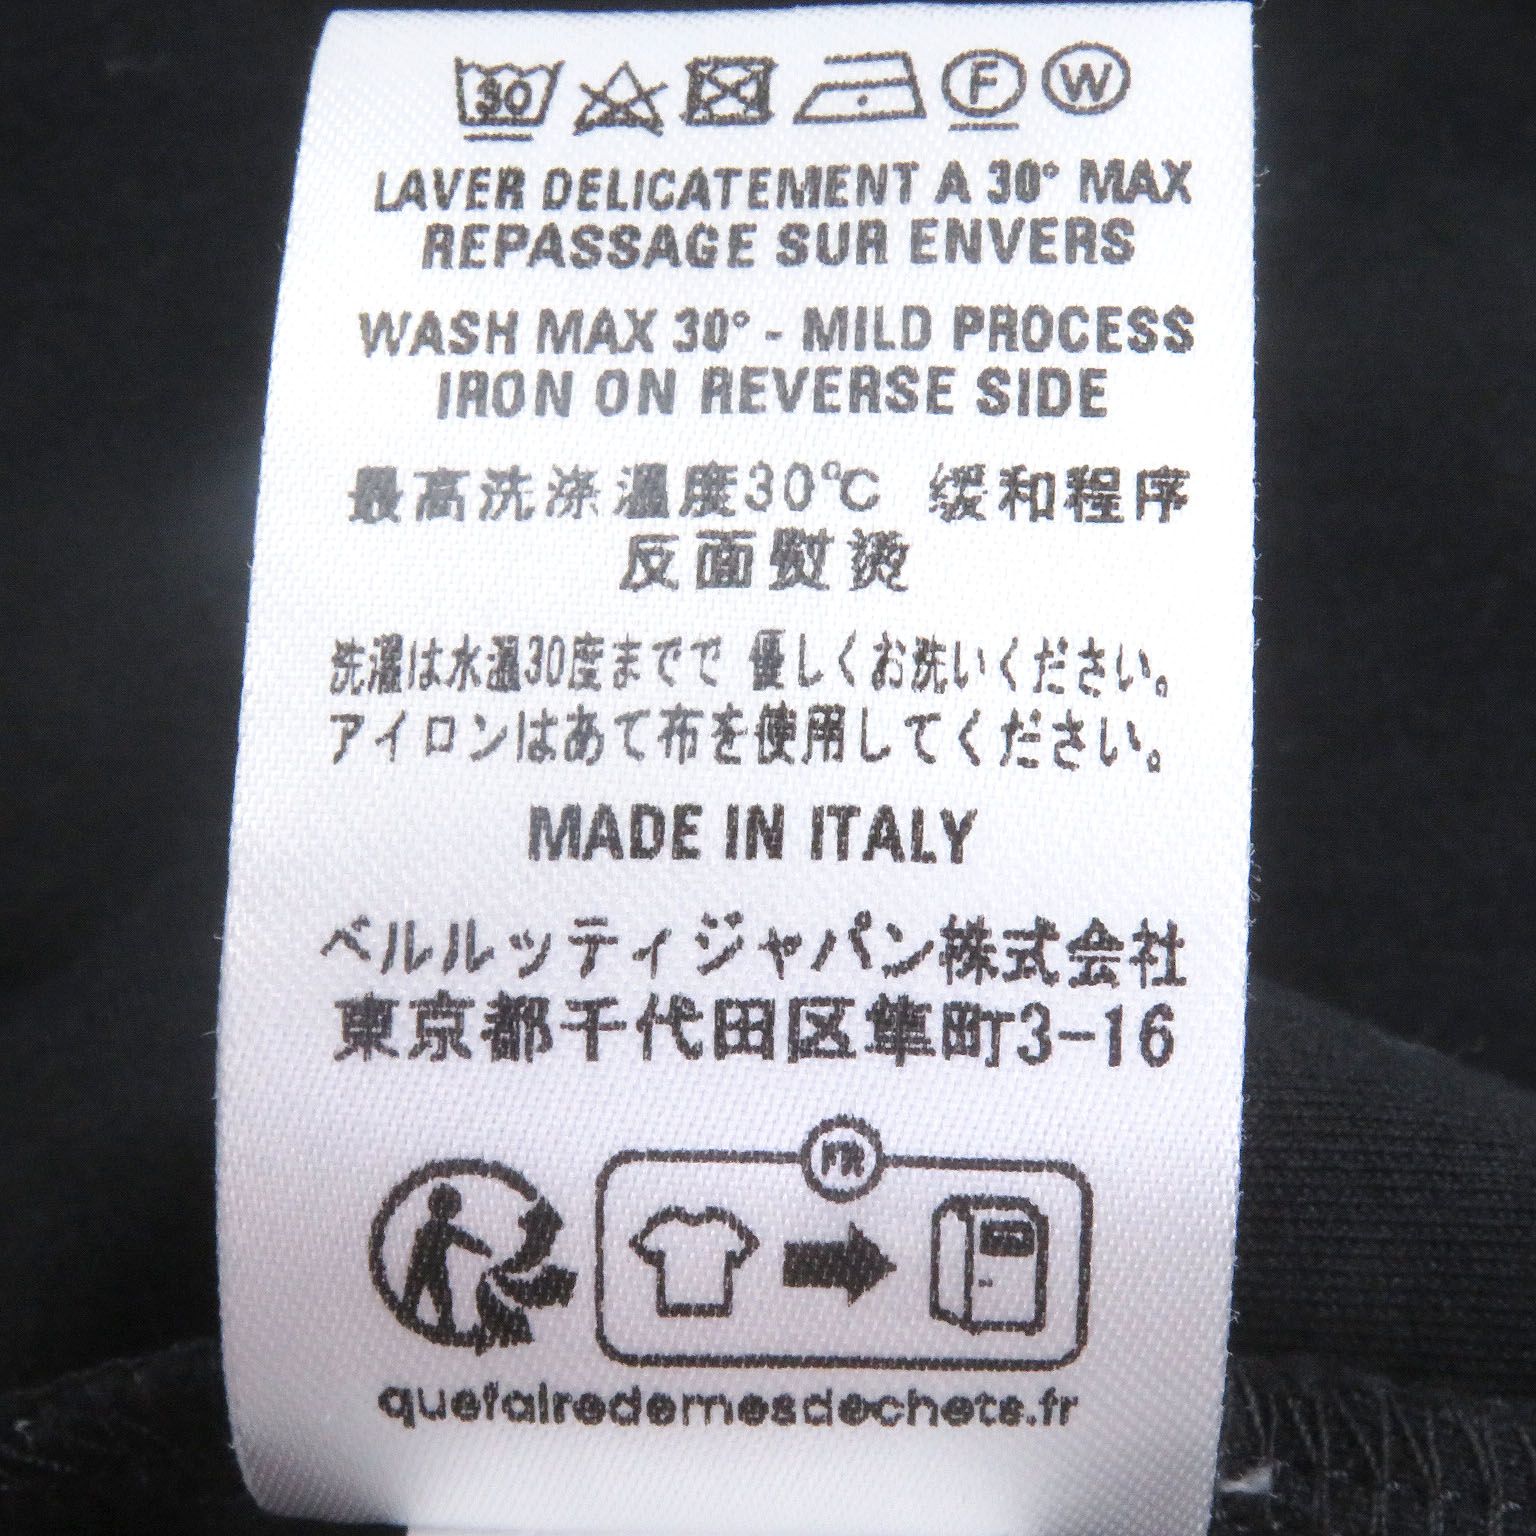 30 F W
LAVER DELICATEMENT A 30° MAX
REPASSAGE SUR ENVERS
WASH MAX 30° - MILD PROCESS
IRON ON REVERSE SIDE
最高洗涤温度30℃ 缓和程序
反面熨烫
洗濯は水温30度までで 優しくお洗いください。
アイロンはあて布を使用してください。
MADE IN ITALY
ベルルッティジャパン株式会社
東京都千代田区隼町3-16
FR
quefairedemesdechets.fr